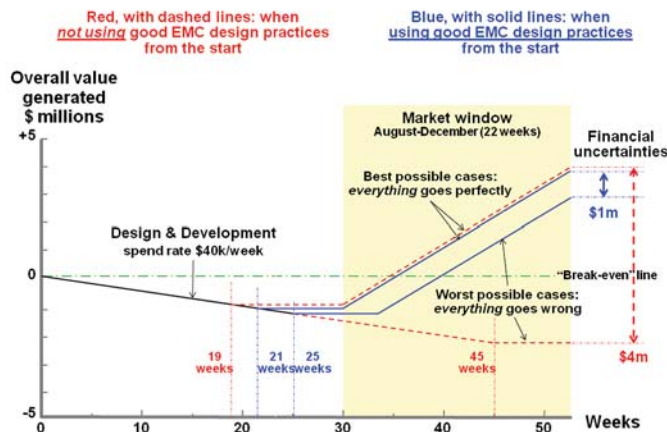 Red, with dashed lines: when
not using good EMC design practices
from the start
Blue, with solid lines: when
using good EMC design practices
from the start
Overall value
generated
$ millions
+5
Market window
August-December (22 weeks)
Financial
uncertainties
Best possible cases:
everything goes perfectly
$1m
Design & Development
spend rate $40k/week
0
"Break-even" line
Worst possible cases:
everything goes wrong
19
weeks
21
weeks
25
weeks
45
weeks
$4m
-5
0
10
20
30
40
50
Weeks